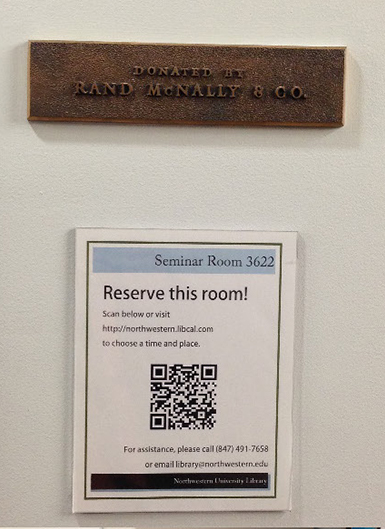 DONATED BY
RAND McNALLY & CO.
Seminar Room 3622
Reserve this room!
Scan below or visit
http://northwestern.libcal.com
to choose a time and place.
For assistance, please call (847) 491-7658
or email library@northwestern.edu
Northwestern University Library